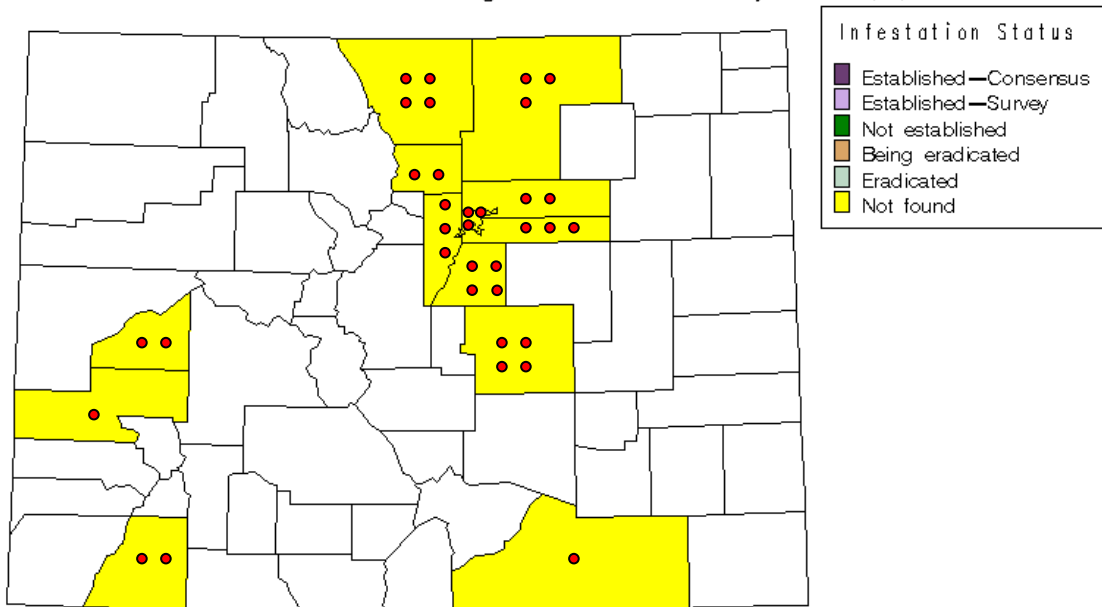 Infestation Status
Established—Consensus
Established—Survey
Not established
Being eradicated
Eradicated
Not found